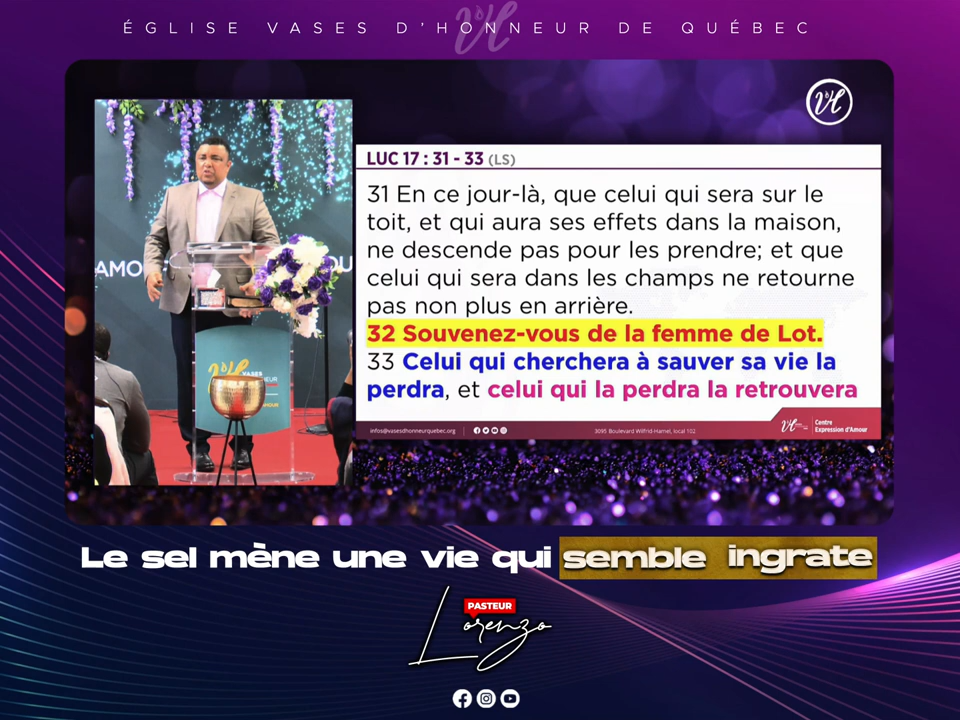 ÉGLISE VASES D'HONNEUR DE QUÉBEC
LUC 17 : 31 - 33 (LS)
31 En ce jour-là, que celui qui sera sur le
toit, et qui aura ses effets dans la maison,
ne descende pas pour les prendre; et que
celui qui sera dans les champs ne retourne
pas non plus en arrière.
32 Souvenez-vous de la femme de Lot.
33 Celui qui cherchera à sauver sa vie la
perdra, et celui qui la perdra la retrouvera
infos@vasesdhonneurquebec.org
3095 Boulevard Wilfrid-Hamel, local 102
Centre
Expression d'Amour
AMO
OU
VASES
Le sel mène une vie qui semble ingrate
PASTEUR
Lorenzo